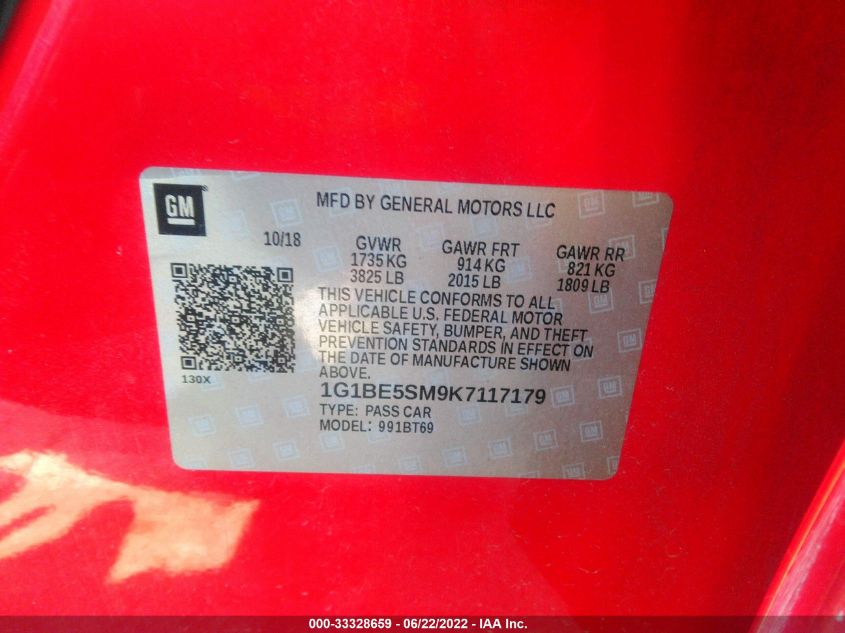 GM
MFD BY GENERAL MOTORS LLC
10/18 GVWR GAWR FRT GAWR RR
1735 KG 914 KG 821 KG
3825 LB 2015 LB 1809 LB
THIS VEHICLE CONFORMS TO ALL
APPLICABLE U.S. FEDERAL MOTOR
VEHICLE SAFETY, BUMPER, AND THEFT
PREVENTION STANDARDS IN EFFECT ON
THE DATE OF MANUFACTURE SHOWN
ABOVE.
130X
1G1BE5SM9K7117179
TYPE: PASS CAR
MODEL: 991BT69
000-33328659 - 06/22/2022 - IAA Inc.